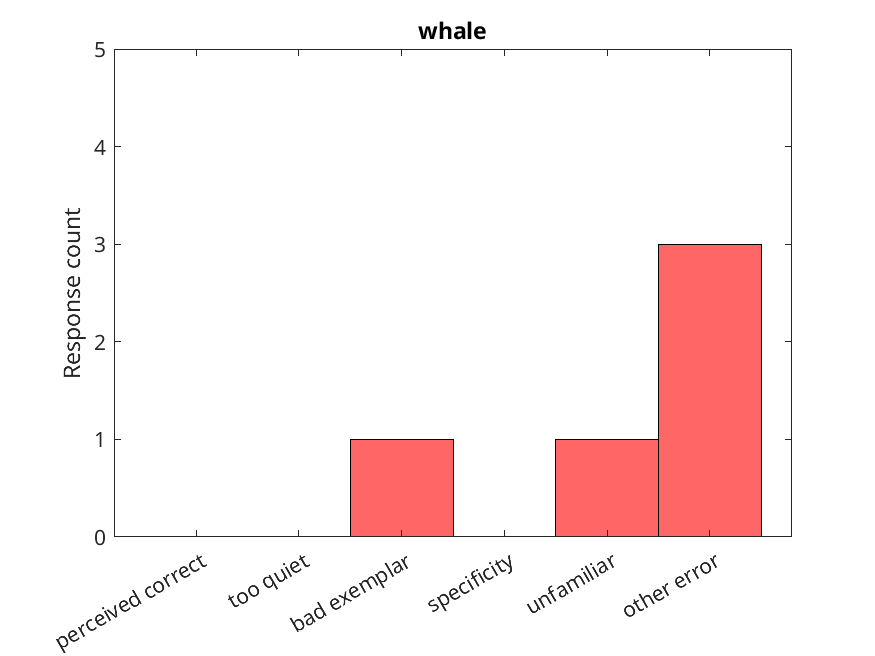 whale
5
4
3
2
1
0
Response count
perceived correct
too quiet
bad exemplar
specificity
unfamiliar
other error